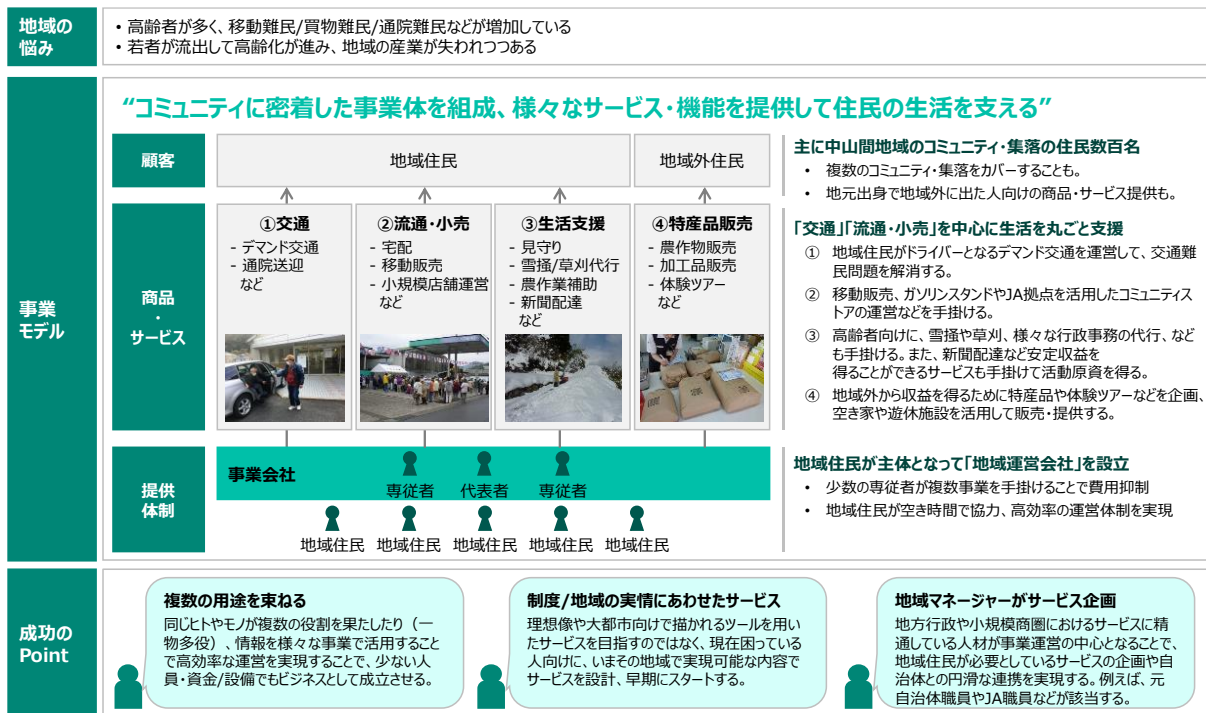 地域の
悩み
・高齢者が多く、移動難民/買物難民/通院難民などが増加している
・若者が流出して高齢化が進み、地域の産業が失われつつある
事業
モデル
“コミュニティに密着した事業体を組成、様々なサービス・機能を提供して住民の生活を支える”
顧客
地域住民
地域外住民
主に中山間地域のコミュニティ・集落の住民数百名
• 複数のコミュニティ・集落をカバーすることも。
• 地元出身で地域外に出た人向けの商品・サービス提供も。
商品
・
サービス
①交通
- デマンド交通
- 通院送迎
など
②流通・小売
- 宅配
- 移動販売
- 小規模店舗運営
など
③生活支援
- 見守り
- 雪掻/草刈代行
- 農作業補助
- 新聞配達
など
④特産品販売
- 農作物販売
- 加工品販売
- 体験ツアー
など
「交通」「流通・小売」を中心に生活を丸ごと支援
① 地域住民がドライバーとなるデマンド交通を運営して、交通難
民問題を解消する。
② 移動販売、ガソリンスタンドやJA拠点を活用したコミュニティス
トアの運営などを手掛ける。
③ 高齢者向けに、雪掻や草刈、様々な行政事務の代行、など
も手掛ける。また、新聞配達など安定収益を
得ることができるサービスも手掛けて活動原資を得る。
④ 地域外から収益を得るために特産品や体験ツアーなどを企画、
空き家や遊休施設を活用して販売・提供する。
提供
体制
事業会社
専従者
代表者
専従者
地域住民
地域住民
地域住民
地域住民
地域住民
地域住民が主体となって「地域運営会社」を設立
• 少数の専従者が複数事業を手掛けることで費用抑制
• 地域住民が空き時間で協力、高効率の運営体制を実現
成功の
Point
複数の用途を束ねる
同じヒトやモノが複数の役割を果たしたり（一
物多役）、情報を様々な事業で活用すること
で高効率な運営を実現することで、少ない人
員・資金/設備でもビジネスとして成立させる。
制度/地域の実情にあわせたサービス
理想像や大都市向けで描かれるツールを用い
たサービスを目指すのではなく、現在困っている
人向けに、いまその地域で実現可能な内容で
サービスを設計、早期にスタートする。
地域マネージャーがサービス企画
地方行政や小規模商圏におけるサービスに精
通している人材が事業運営の中心となることで、
地域住民が必要としているサービスの企画や自
治体との円滑な連携を実現する。例えば、元
自治体職員やJA職員などが該当する。